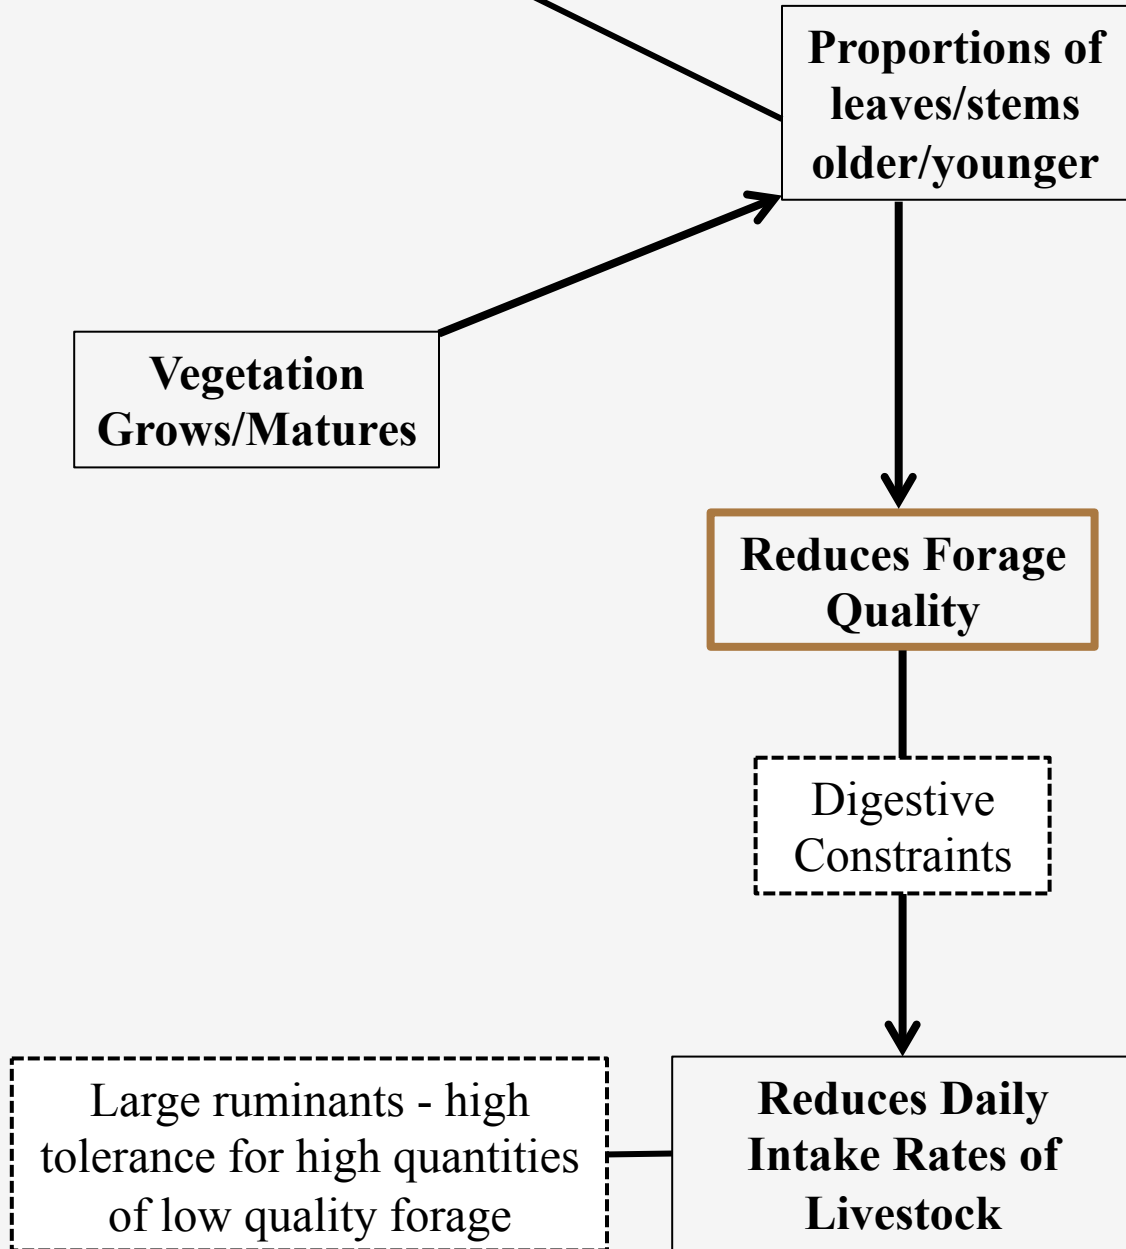 Proportions of
leaves/stems
older/younger
Vegetation
Grows/Matures
Reduces Forage
Quality
Digestive
Constraints
Large ruminants - high
tolerance for high quantities
of low quality forage
Reduces Daily
Intake Rates of
Livestock